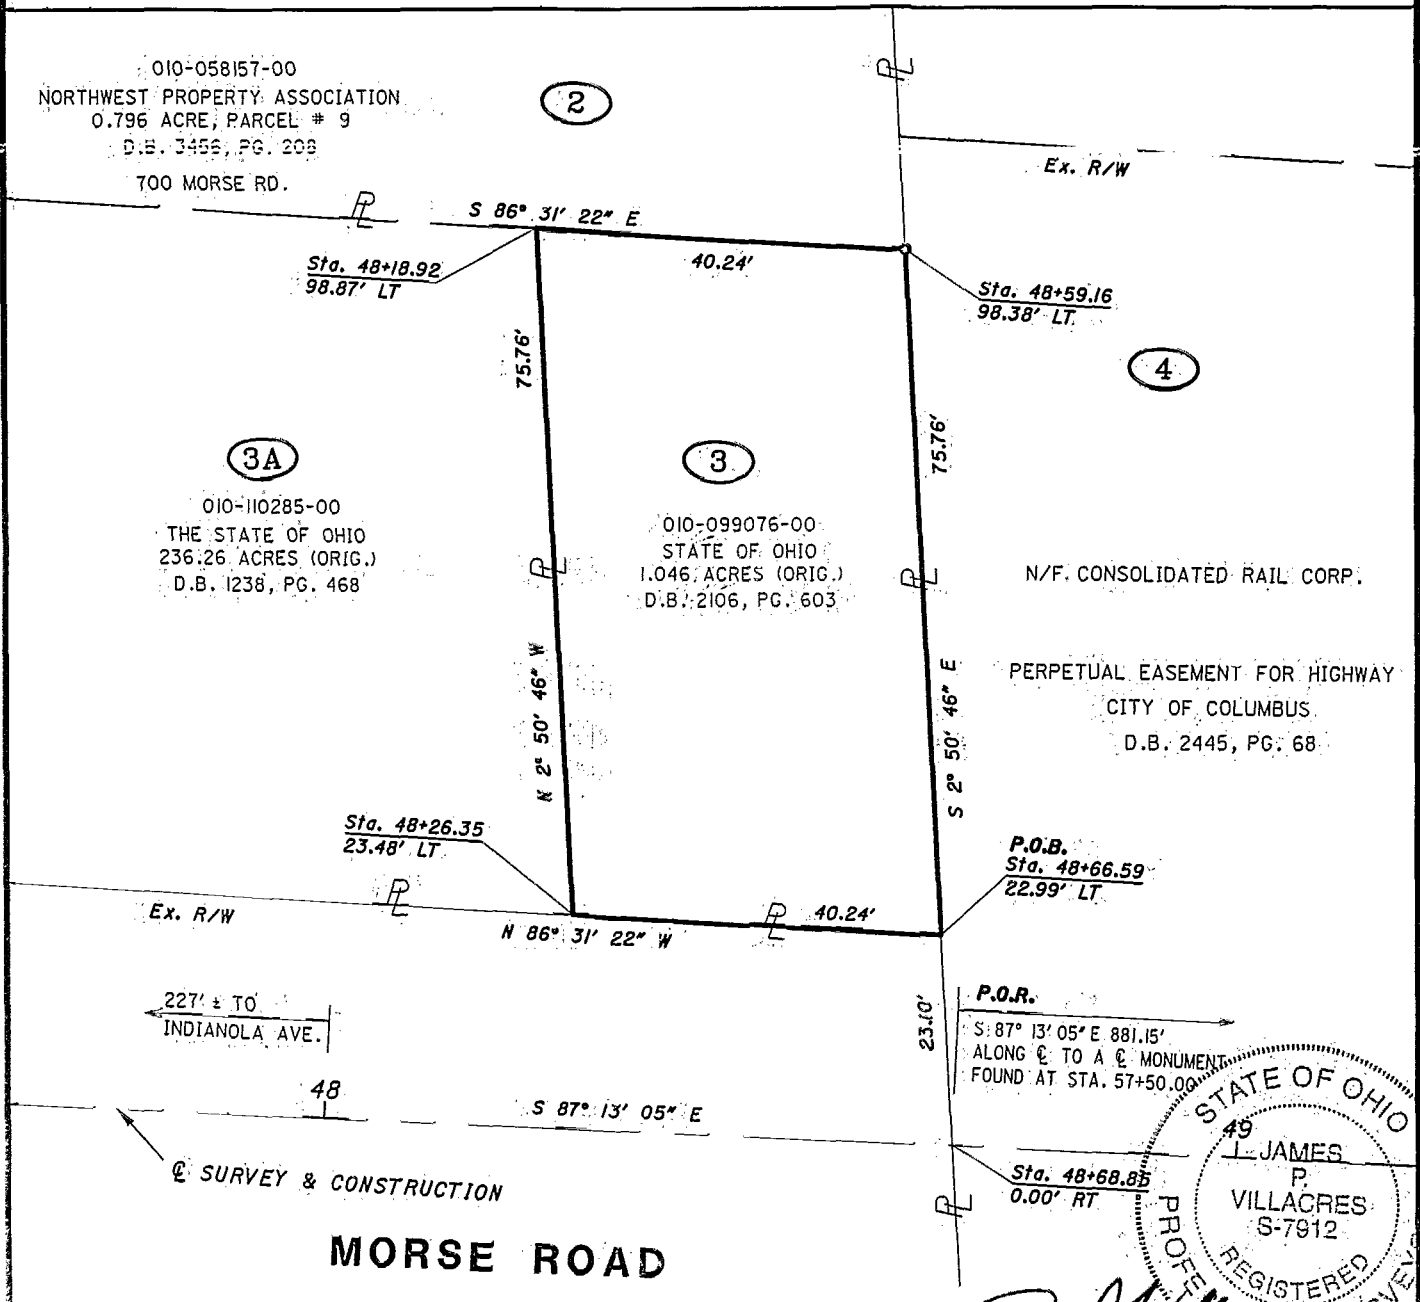 010-058157-00
NORTHWEST PROPERTY ASSOCIATION
0.796 ACRE, PARCEL # 9
D.B. 3456, PG. 208
700 MORSE RD.
2
PL
Ex. R/W
PL
S 86° 31' 22" E
40.24'
Sta. 48+18.92
98.87' LT
Sta. 48+59.16
98.38' LT
75.76'
4
75.76'
3A
010-110285-00
THE STATE OF OHIO
236.26 ACRES (ORIG.)
D.B. 1238, PG. 468
3
010-099076-00
STATE OF OHIO
1.046 ACRES (ORIG.)
D.B. 2106, PG. 603
PL
PL
N/F CONSOLIDATED RAIL CORP.
PERPETUAL EASEMENT FOR HIGHWAY
CITY OF COLUMBUS
D.B. 2445, PG. 68
N 2° 50' 46" W
S 2° 50' 46" E
Sta. 48+26.35
23.48' LT
P.O.B.
Sta. 48+66.59
22.99' LT
Ex. R/W
PL
N 86° 31' 22" W
PL
40.24'
227' ± TO
INDIANOLA AVE.
23.10'
P.O.R.
S 87° 13' 05" E 881.15'
ALONG ℄ TO A ℄ MONUMENT
FOUND AT STA. 57+50.00
48
S 87° 13' 05" E
49
℄ SURVEY & CONSTRUCTION
Sta. 48+68.85
0.00' RT
PL
MORSE ROAD
STATE OF OHIO
JAMES
P.
VILLACRES
S-7912
REGISTERED